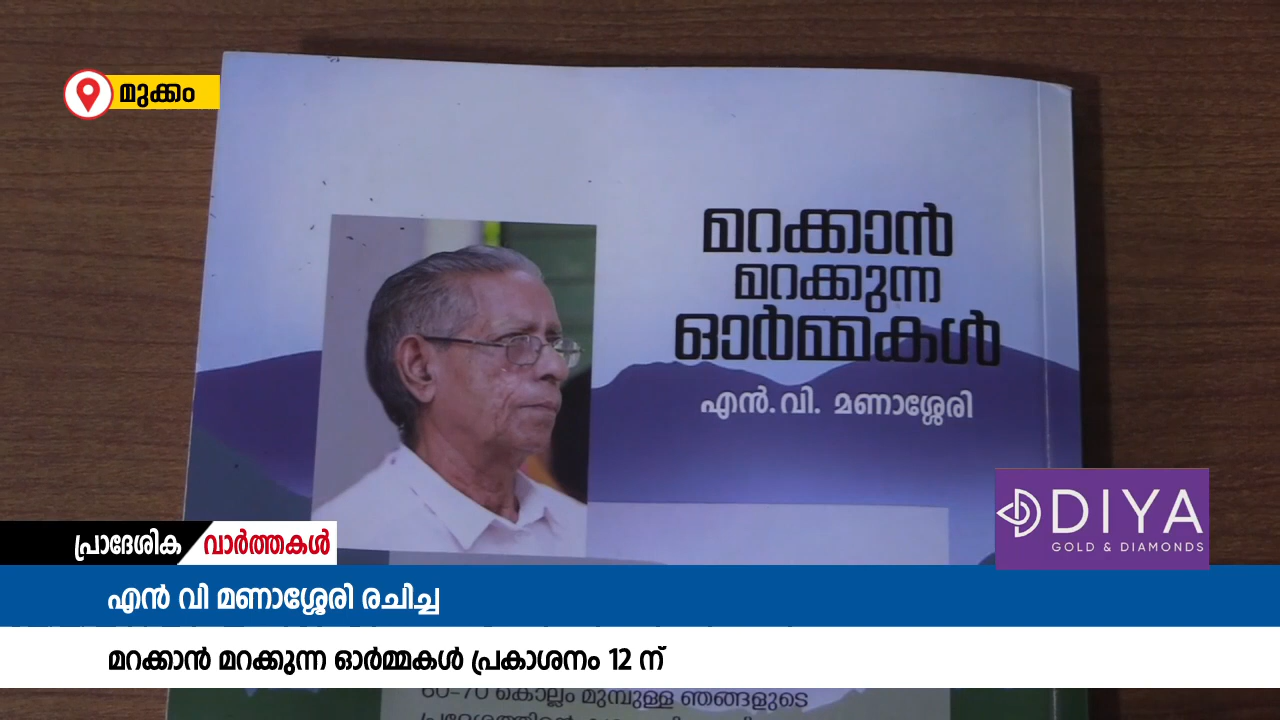 മുക്കം
മറക്കാൻ
മറക്കുന്ന
ഓർമ്മകൾ
എൻ.വി. മണാശ്ശേരി
DIYA
GOLD & DIAMONDS
പ്രാദേശിക വാർത്തകൾ
എൻ വി മണാശ്ശേരി രചിച്ച
മറക്കാൻ മറക്കുന്ന ഓർമ്മകൾ പ്രകാശനം 12 ന്
60-70 കൊല്ലം മുമ്പുള്ള ഞങ്ങളുടെ